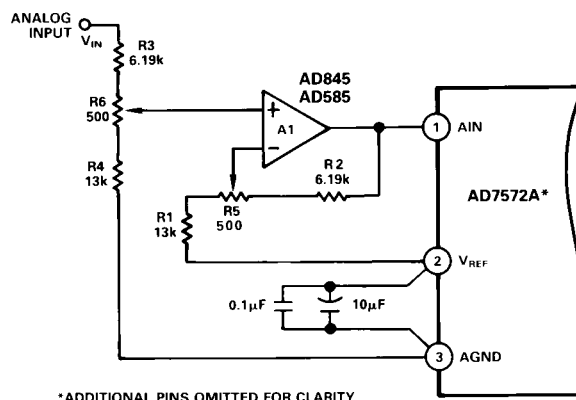 ANALOG
INPUT
VIN
R3
6.19k
R6
500
R4
13k
AD845
AD585
+
A1
−
R2
6.19k
R5
500
R1
13k
1
AIN
AD7572A*
2
VREF
0.1μF
10μF
3
AGND
*ADDITIONAL PINS OMITTED FOR CLARITY